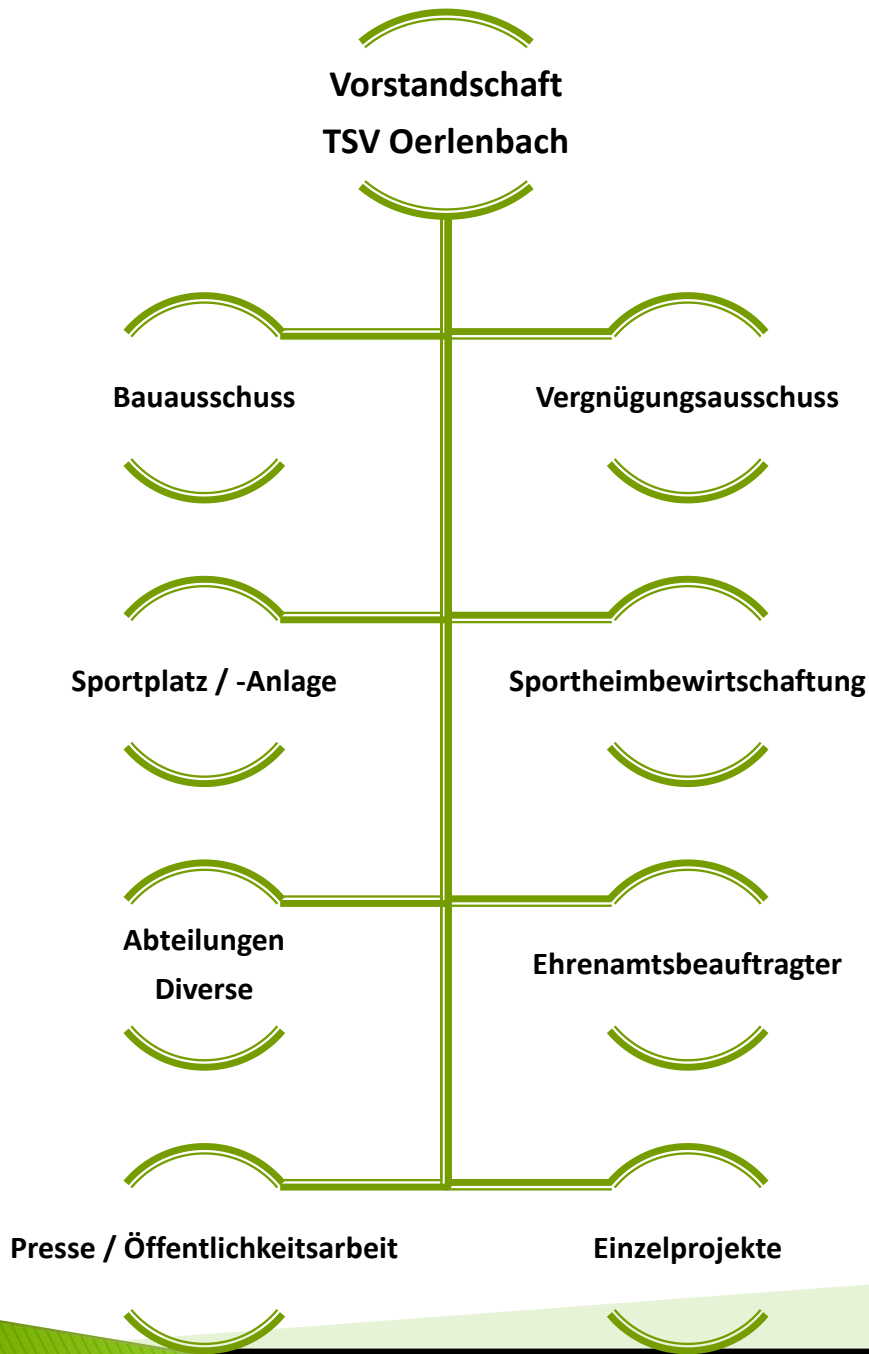 Vorstandschaft
TSV Oerlenbach
Bauausschuss
Vergnügungsausschuss
Sportplatz / -Anlage
Sportheimbewirtschaftung
Abteilungen
Diverse
Ehrenamtsbeauftragter
Presse / Öffentlichkeitsarbeit
Einzelprojekte